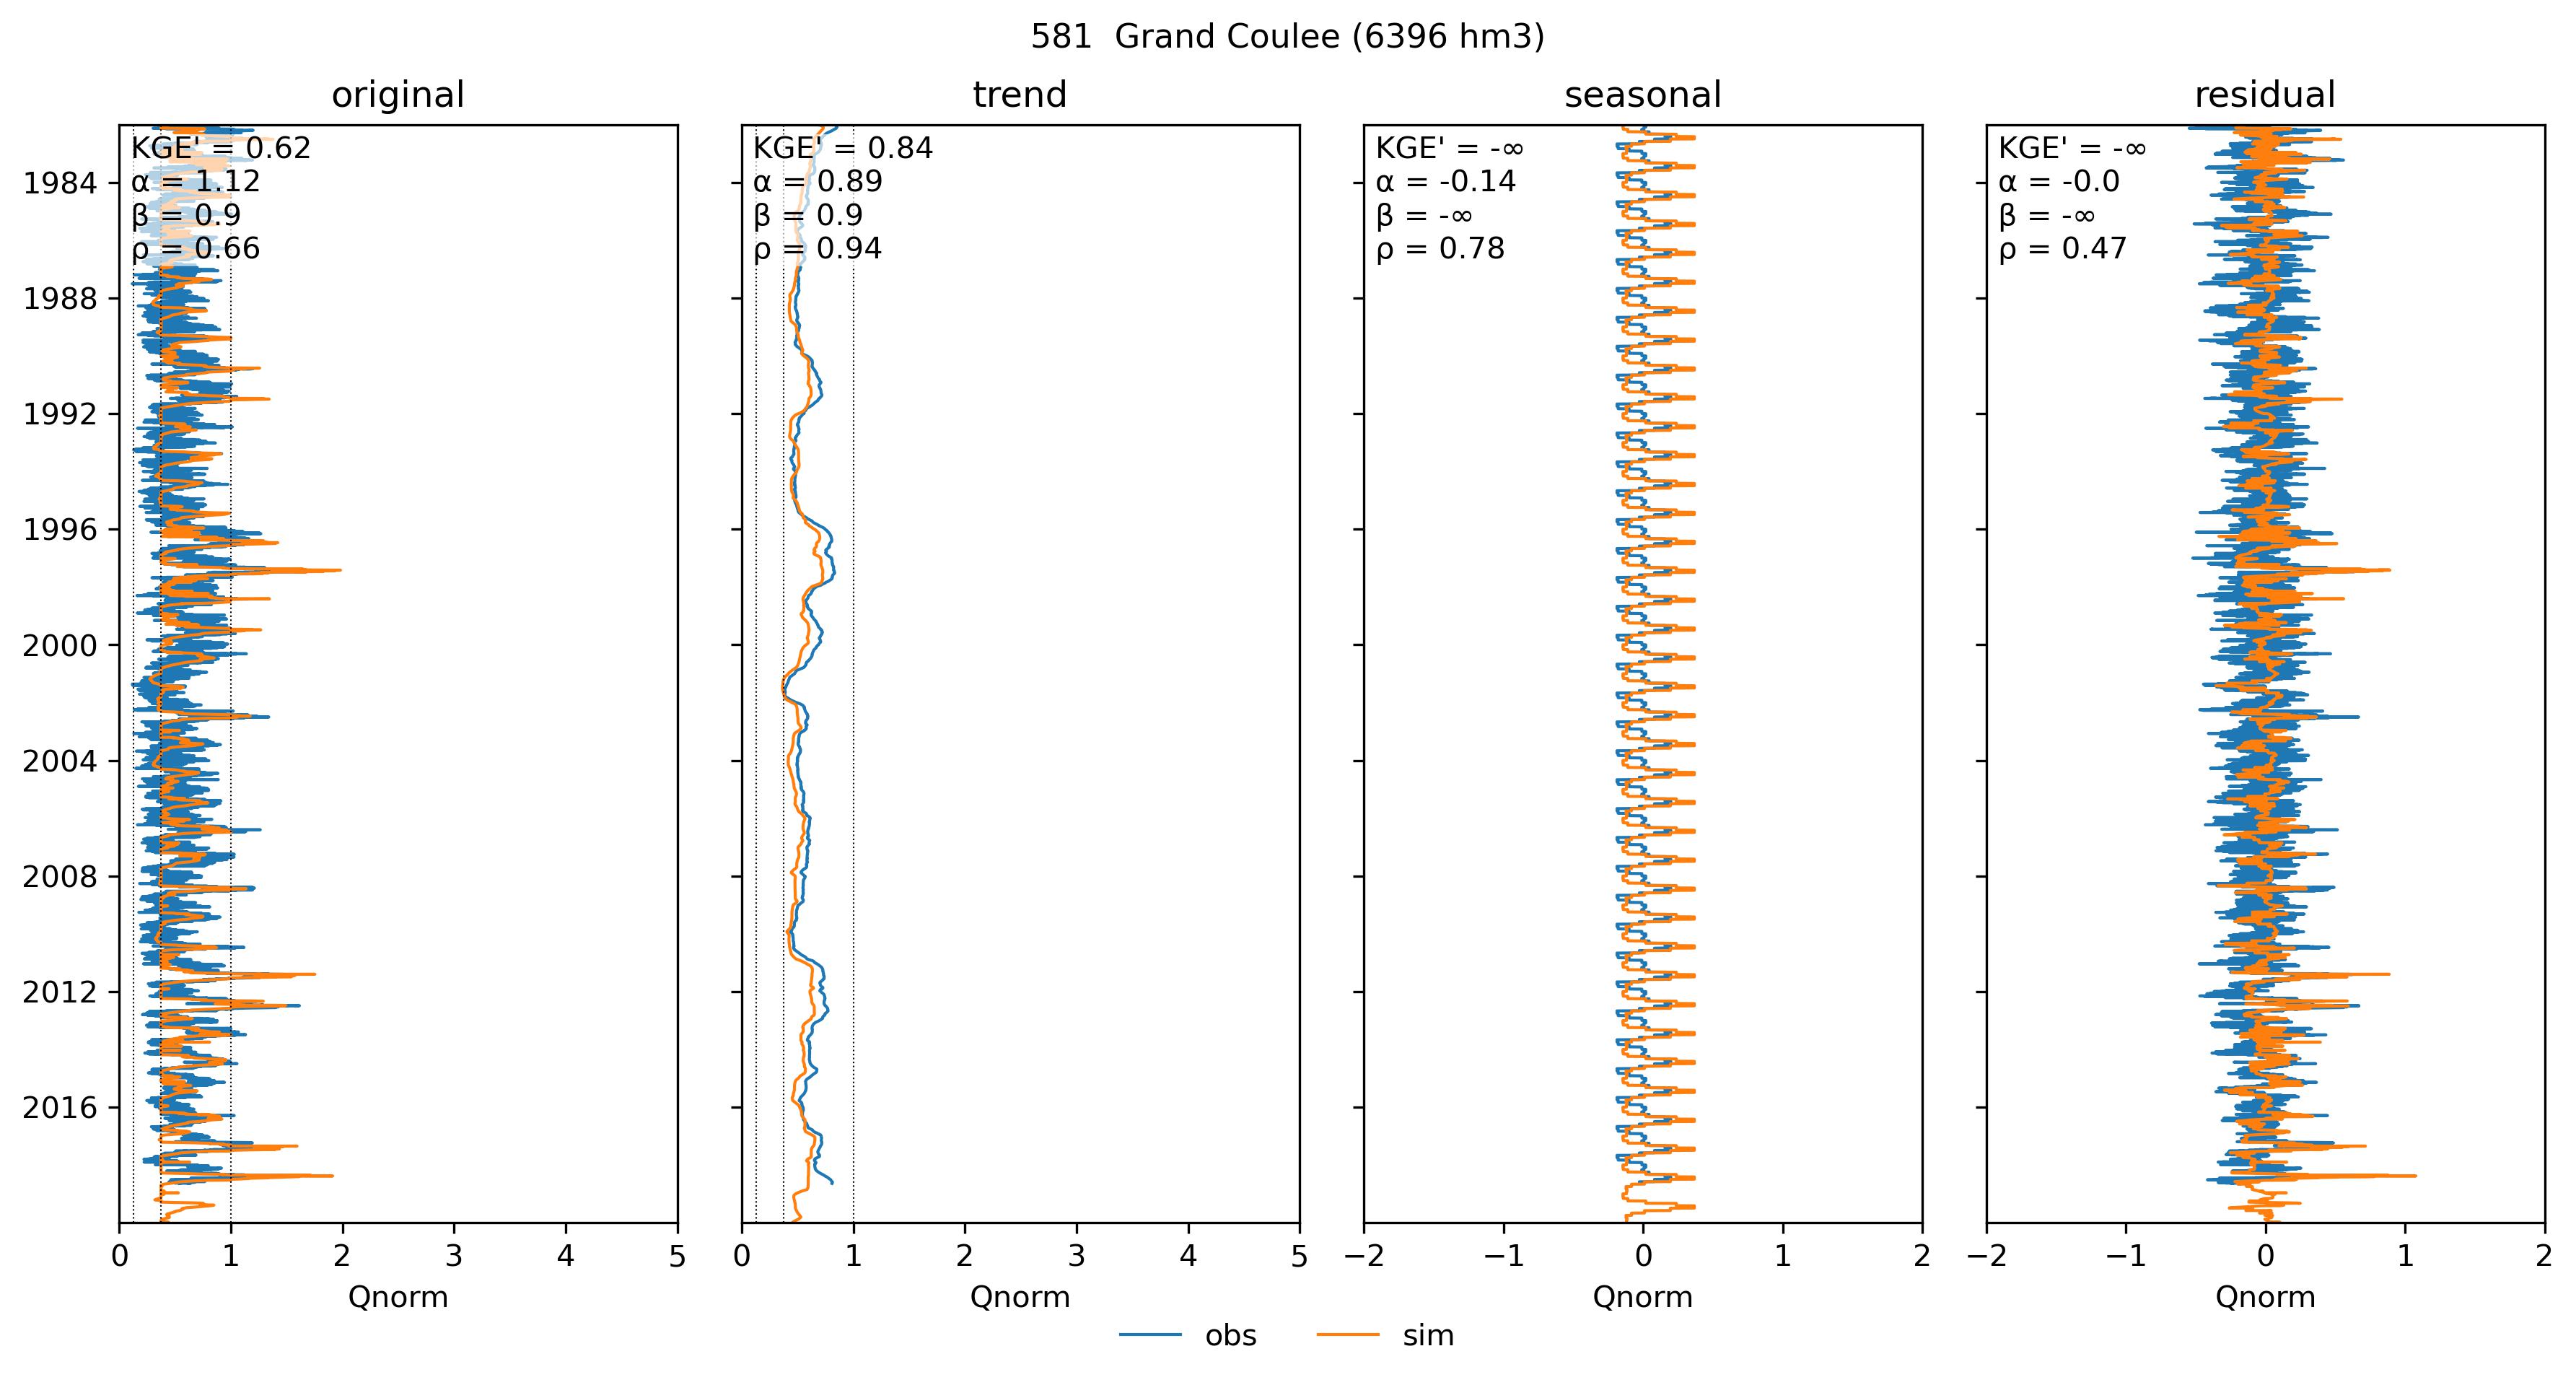 581  Grand Coulee (6396 hm3)
original
trend
seasonal
residual
KGE' = 0.62
α = 1.12
β = 0.9
ρ = 0.66
KGE' = 0.84
α = 0.89
β = 0.9
ρ = 0.94
KGE' = -∞
α = -0.14
β = -∞
ρ = 0.78
KGE' = -∞
α = -0.0
β = -∞
ρ = 0.47
1984
1988
1992
1996
2000
2004
2008
2012
2016
0 1 2 3 4 5
0 1 2 3 4 5
−2 −1 0 1 2
−2 −1 0 1 2
Qnorm
Qnorm
Qnorm
Qnorm
obs
sim